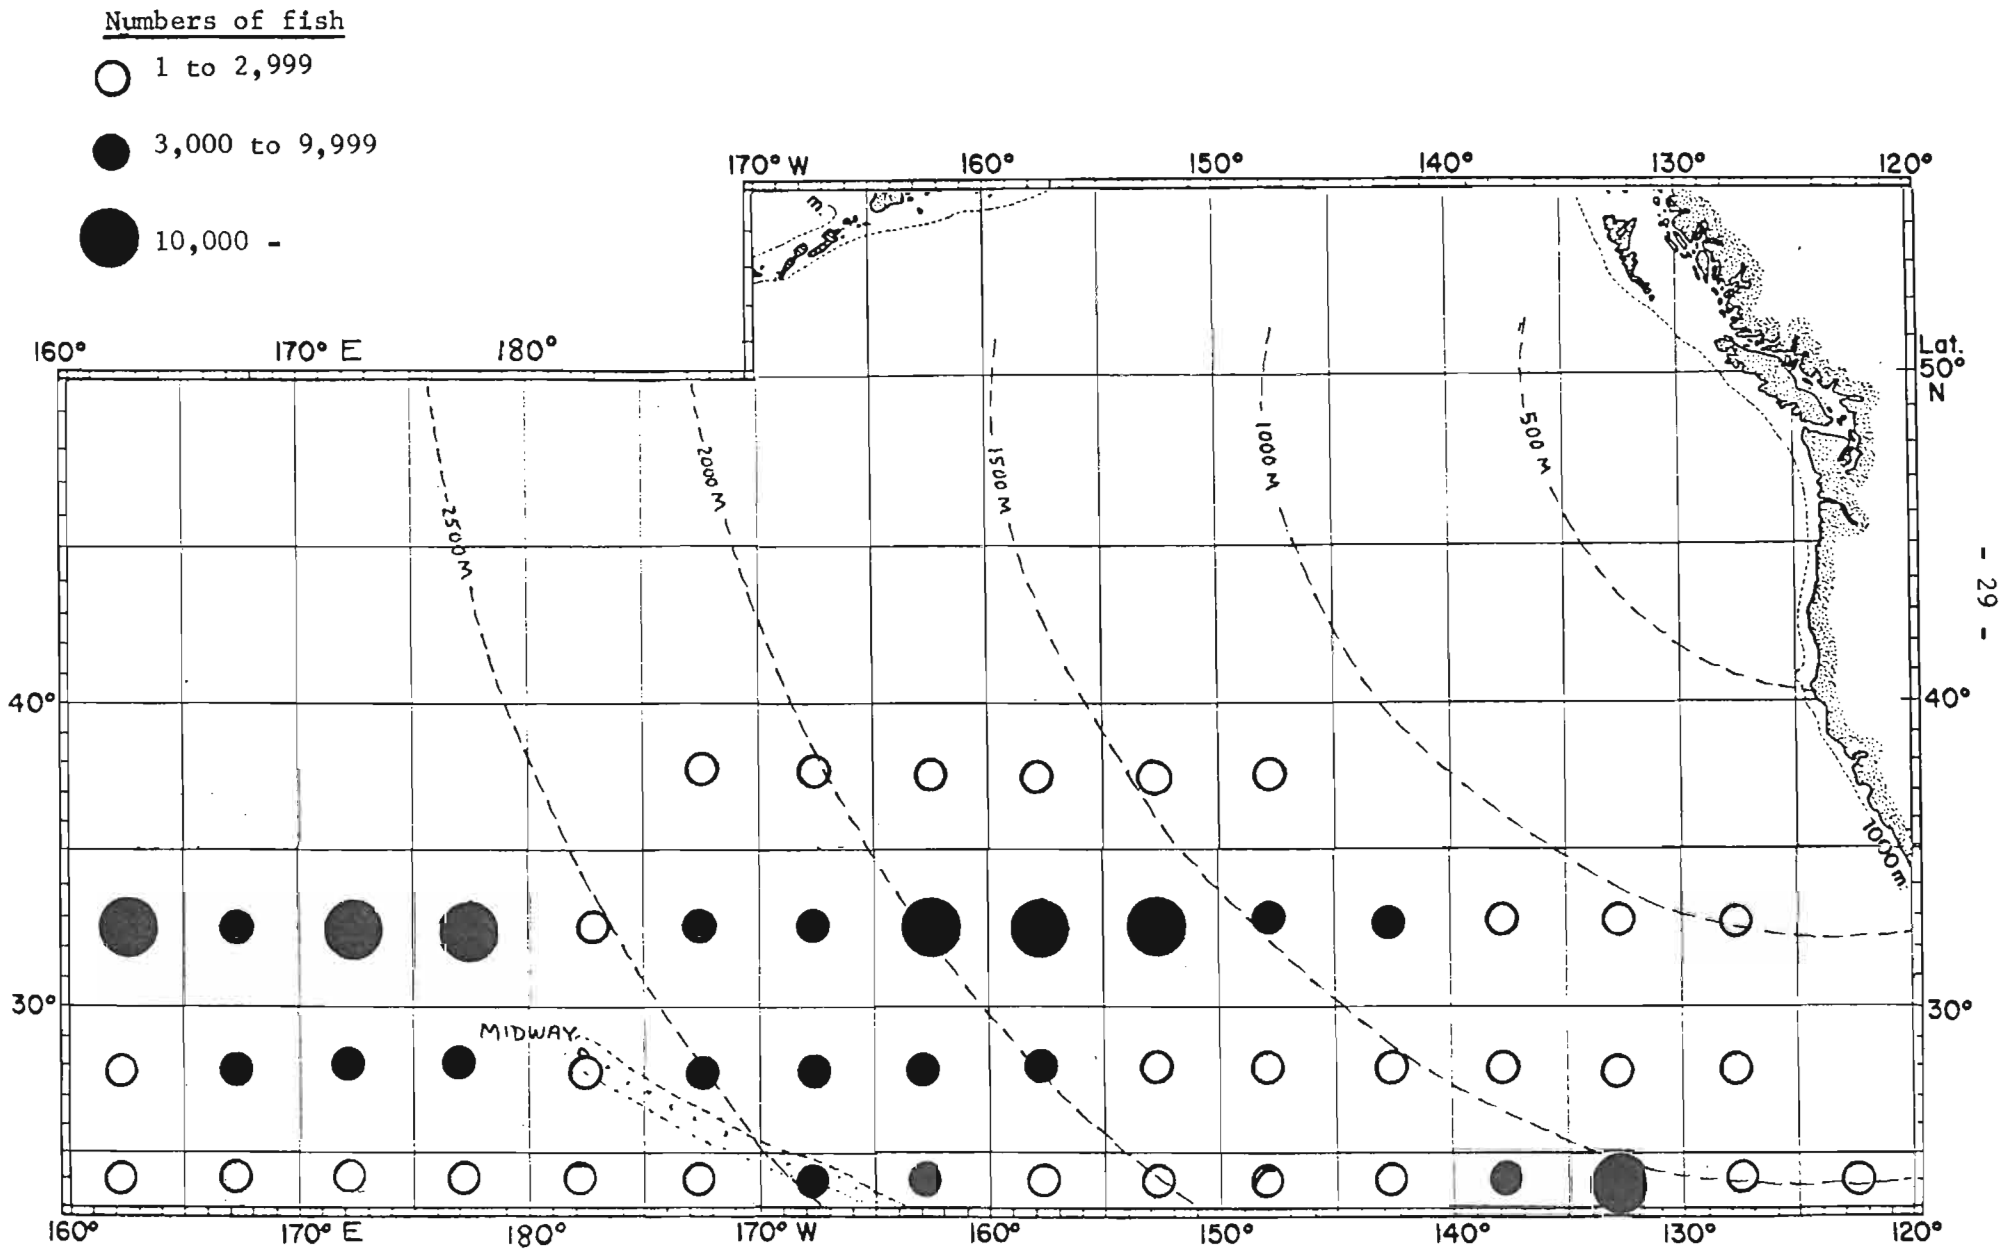 Numbers of fish
1 to 2,999
3,000 to 9,999
10,000 -
170° W 160° 150° 140° 130° 120°
m.
160° 170° E 180°
Lat.
50°
N
2500 M
2000 M
1500 M
1000 M
500 M
- 29 -
40° 40°
1000 m.
30° 30°
MIDWAY
160° 170° E 180° 170° W 160° 150° 140° 130° 120°